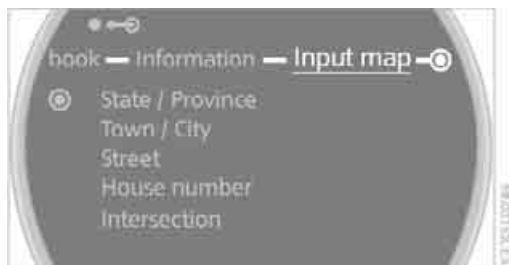 book Information Input map
State / Province
Town / City
Street
House number
Intersection